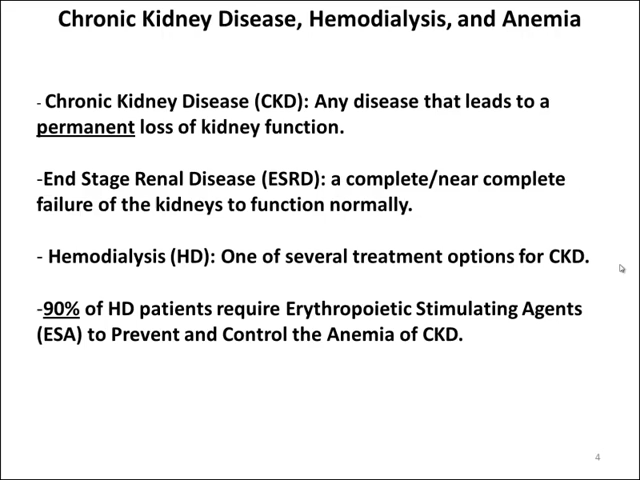 Chronic Kidney Disease, Hemodialysis, and Anemia
- Chronic Kidney Disease (CKD): Any disease that leads to a
permanent loss of kidney function.
-End Stage Renal Disease (ESRD): a complete/near complete
failure of the kidneys to function normally.
- Hemodialysis (HD): One of several treatment options for CKD.
-90% of HD patients require Erythropoietic Stimulating Agents
(ESA) to Prevent and Control the Anemia of CKD.
4